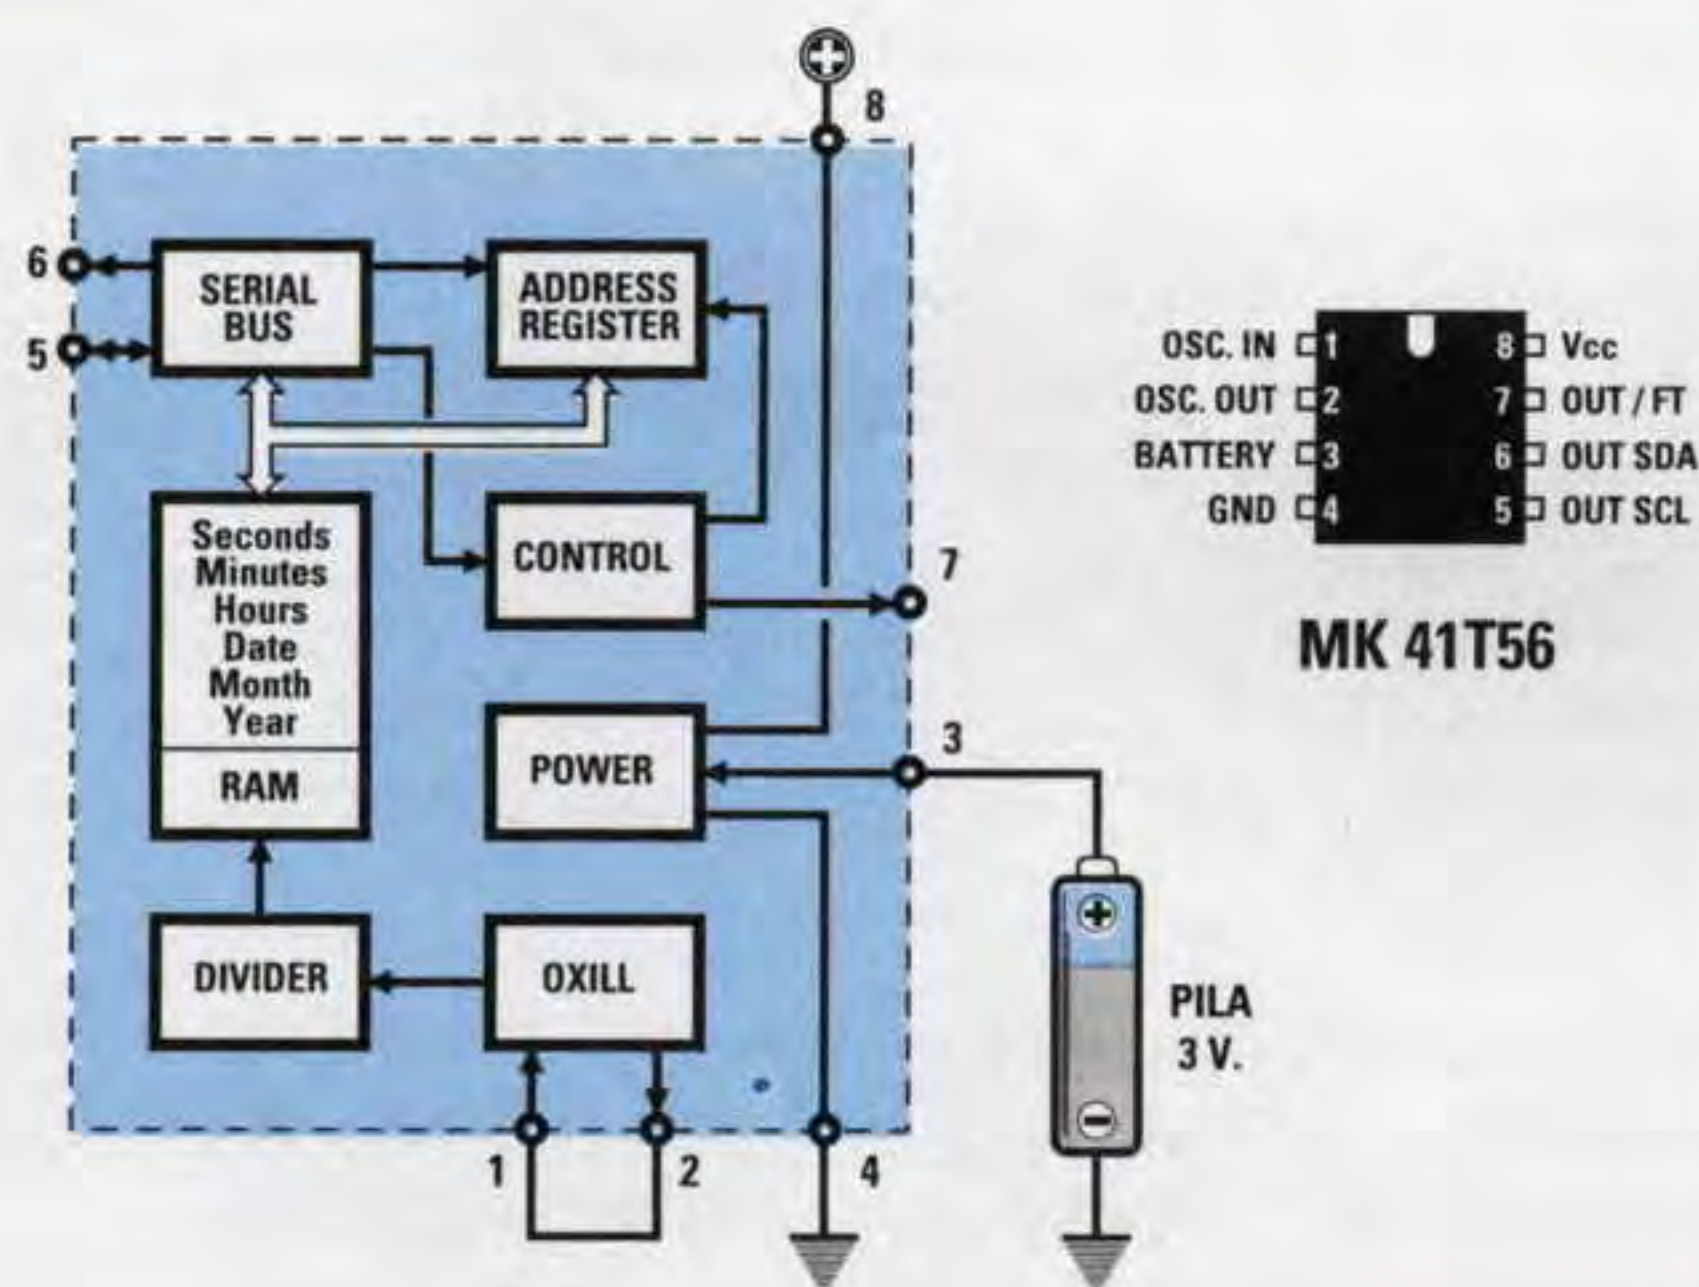 8
6
5
SERIAL
BUS
ADDRESS
REGISTER
Seconds
Minutes
Hours
Date
Month
Year
RAM
CONTROL
7
POWER
3
DIVIDER
OXILL
1
2
4
PILA
3 V.
OSC. IN 1
OSC. OUT 2
BATTERY 3
GND 4
8 Vcc
7 OUT / FT
6 OUT SDA
5 OUT SCL
MK 41T56